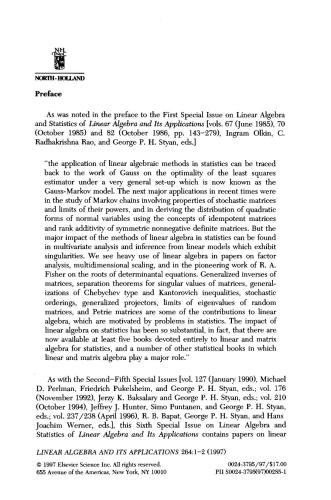 NH
NORTH-HOLLAND
Preface
As was noted in the preface to the First Special Issue on Linear Algebra
and Statistics of Linear Algebra and Its Applications [vols. 67 (June 1985), 70
(October 1985) and 82 (October 1986, pp. 143–279), Ingram Olkin, C.
Radhakrishna Rao, and George P. H. Styan, eds.]
"the application of linear algebraic methods in statistics can be traced
back to the work of Gauss on the optimality of the least squares
estimator under a very general set-up which is now known as the
Gauss-Markov model. The next major applications in recent times were
in the study of Markov chains involving properties of stochastic matrices
and limits of their powers, and in deriving the distribution of quadratic
forms of normal variables using the concepts of idempotent matrices
and rank additivity of symmetric nonnegative definite matrices. But the
major impact of the methods of linear algebra in statistics can be found
in multivariate analysis and inference from linear models which exhibit
singularities. We see heavy use of linear algebra in papers on factor
analysis, multidimensional scaling, and in the pioneering work of R. A.
Fisher on the roots of determinantal equations. Generalized inverses of
matrices, separation theorems for singular values of matrices, general-
izations of Chebychev type and Kantorovich inequalities, stochastic
orderings, generalized projectors, limits of eigenvalues of random
matrices, and Petrie matrices are some of the contributions to linear
algebra, which are motivated by problems in statistics. The impact of
linear algebra on statistics has been so substantial, in fact, that there are
now available at least five books devoted entirely to linear and matrix
algebra for statistics, and a number of other statistical books in which
linear and matrix algebra play a major role."
As with the Second–Fifth Special Issues [vol. 127 (January 1990), Michael
D. Perlman, Friedrich Pukelsheim, and George P. H. Styan, eds.; vol. 176
(November 1992), Jerzy K. Baksalary and George P. H. Styan, eds.; vol. 210
(October 1994), Jeffrey J. Hunter, Simo Puntanen, and George P. H. Styan,
eds.; vol. 237/238 (April 1996), R. B. Bapat, George P. H. Styan, and Hans
Joachim Werner, eds.], this Sixth Special Issue on Linear Algebra and
Statistics of Linear Algebra and Its Applications contains papers on linear
LINEAR ALGEBRA AND ITS APPLICATIONS 264:1–2 (1997)
© 1997 Elsevier Science Inc. All rights reserved. 0024-3795/97/$17.00
655 Avenue of the Americas, New York, NY 10010 PII S0024-3795(97)00288-1